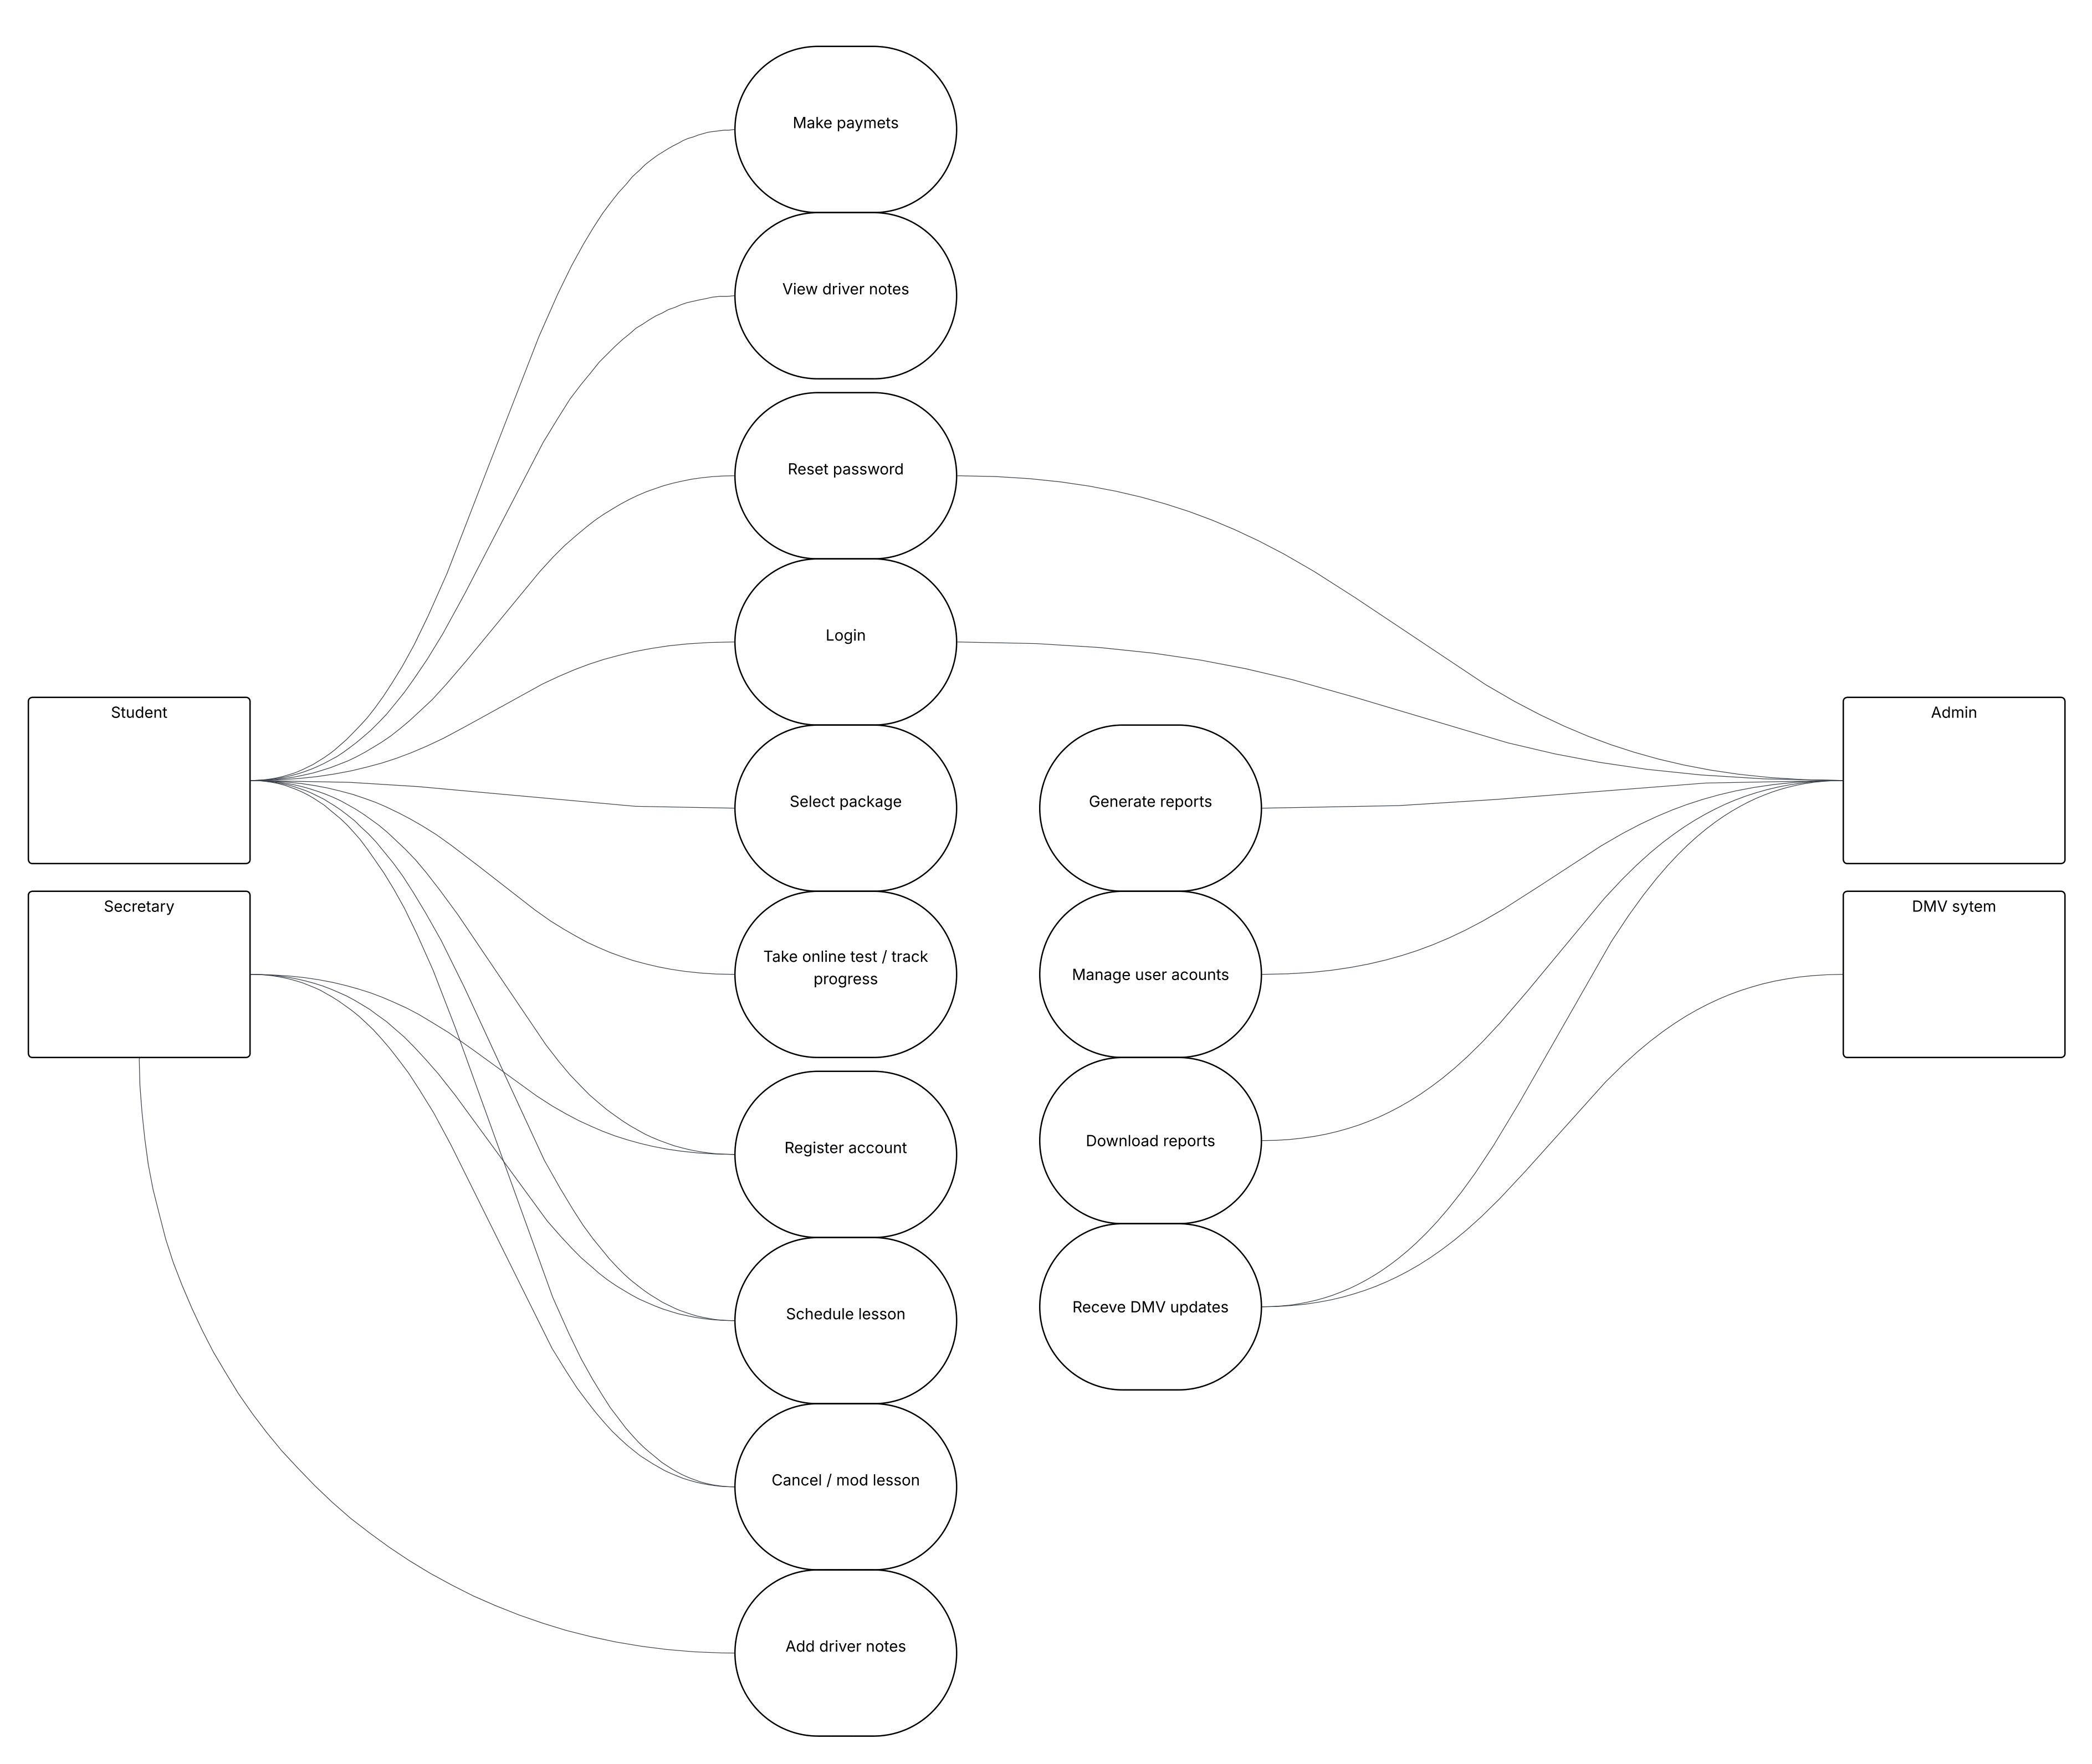 Make paymets
View driver notes
Reset password
Login
Student
Admin
Select package
Generate reports
Secretary
DMV sytem
Take online test / track
progress
Manage user acounts
Register account
Download reports
Schedule lesson
Receve DMV updates
Cancel / mod lesson
Add driver notes